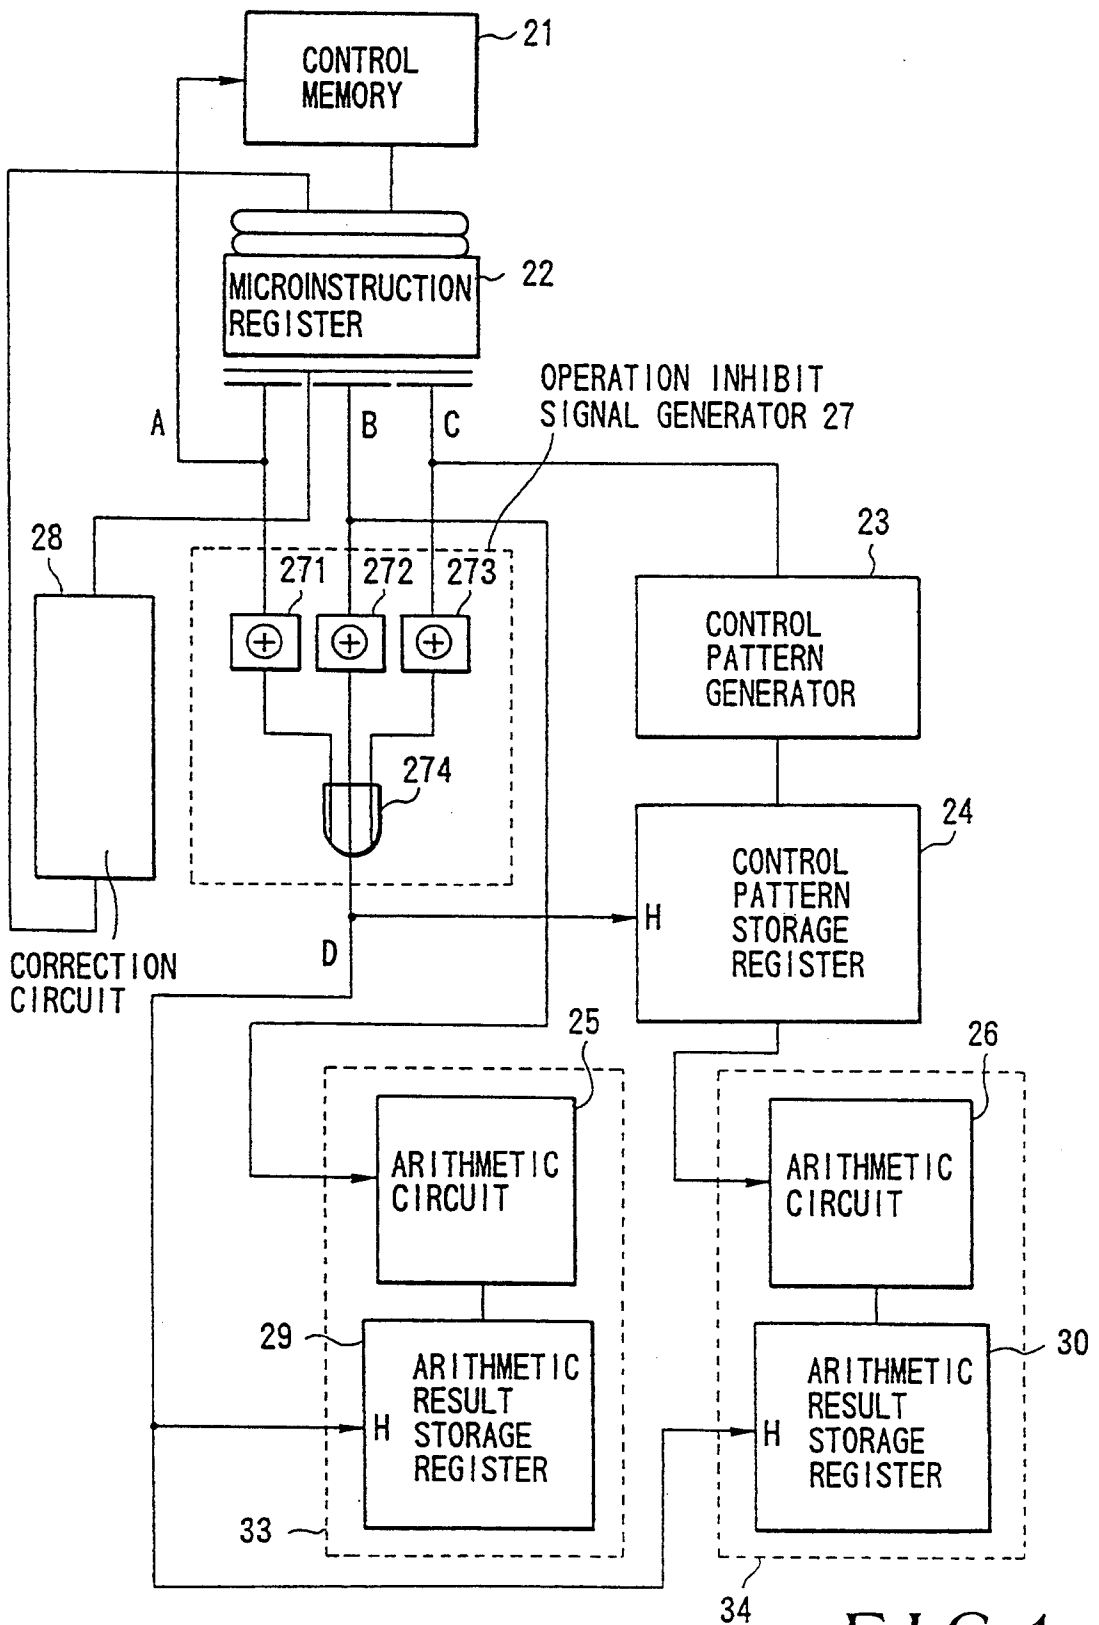 21
CONTROL
MEMORY
MICROINSTRUCTION
REGISTER
22
OPERATION INHIBIT
SIGNAL GENERATOR 27
A
B
C
28
271
272
273
23
CONTROL
PATTERN
GENERATOR
274
24
CONTROL
PATTERN
STORAGE
REGISTER
H
D
CORRECTION
CIRCUIT
25
26
ARITHMETIC
CIRCUIT
ARITHMETIC
CIRCUIT
29
ARITHMETIC
RESULT
STORAGE
REGISTER
H
30
ARITHMETIC
RESULT
STORAGE
REGISTER
H
33
34